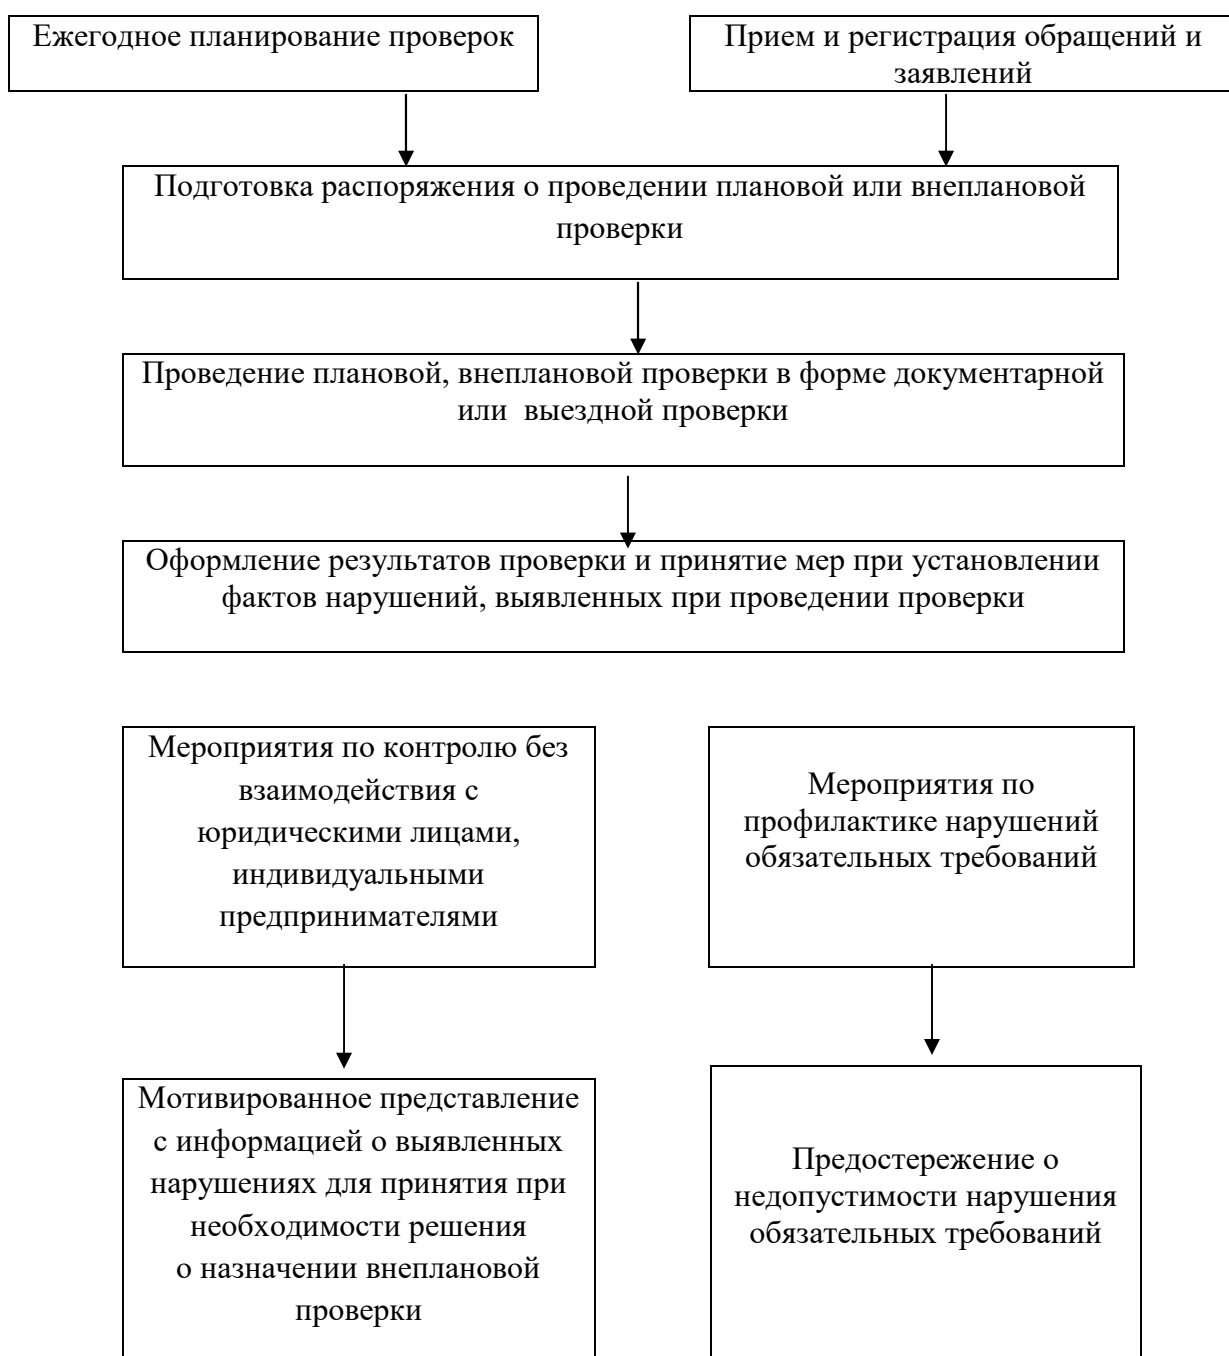 Ежегодное планирование проверок
Прием и регистрация обращений и
заявлений
Подготовка распоряжения о проведении плановой или внеплановой
проверки
Проведение плановой, внеплановой проверки в форме документарной
или выездной проверки
Оформление результатов проверки и принятие мер при установлении
фактов нарушений, выявленных при проведении проверки
Мероприятия по контролю без
взаимодействия с
юридическими лицами,
индивидуальными
предпринимателями
Мероприятия по
профилактике нарушений
обязательных требований
Мотивированное представление
с информацией о выявленных
нарушениях для принятия при
необходимости решения
о назначении внеплановой
проверки
Предостережение о
недопустимости нарушения
обязательных требований